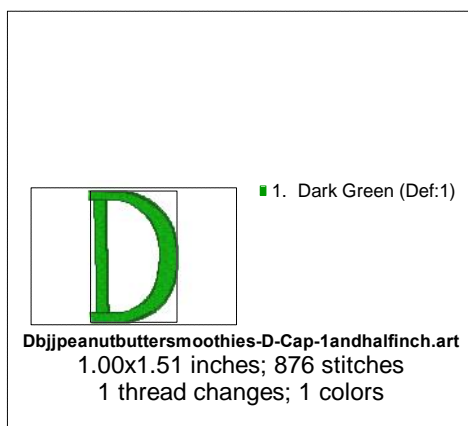 D
1. Dark Green (Def:1)
Dbjjpeanutbuttersmoothies-D-Cap-1andhalfinch.art
1.00x1.51 inches; 876 stitches
1 thread changes; 1 colors